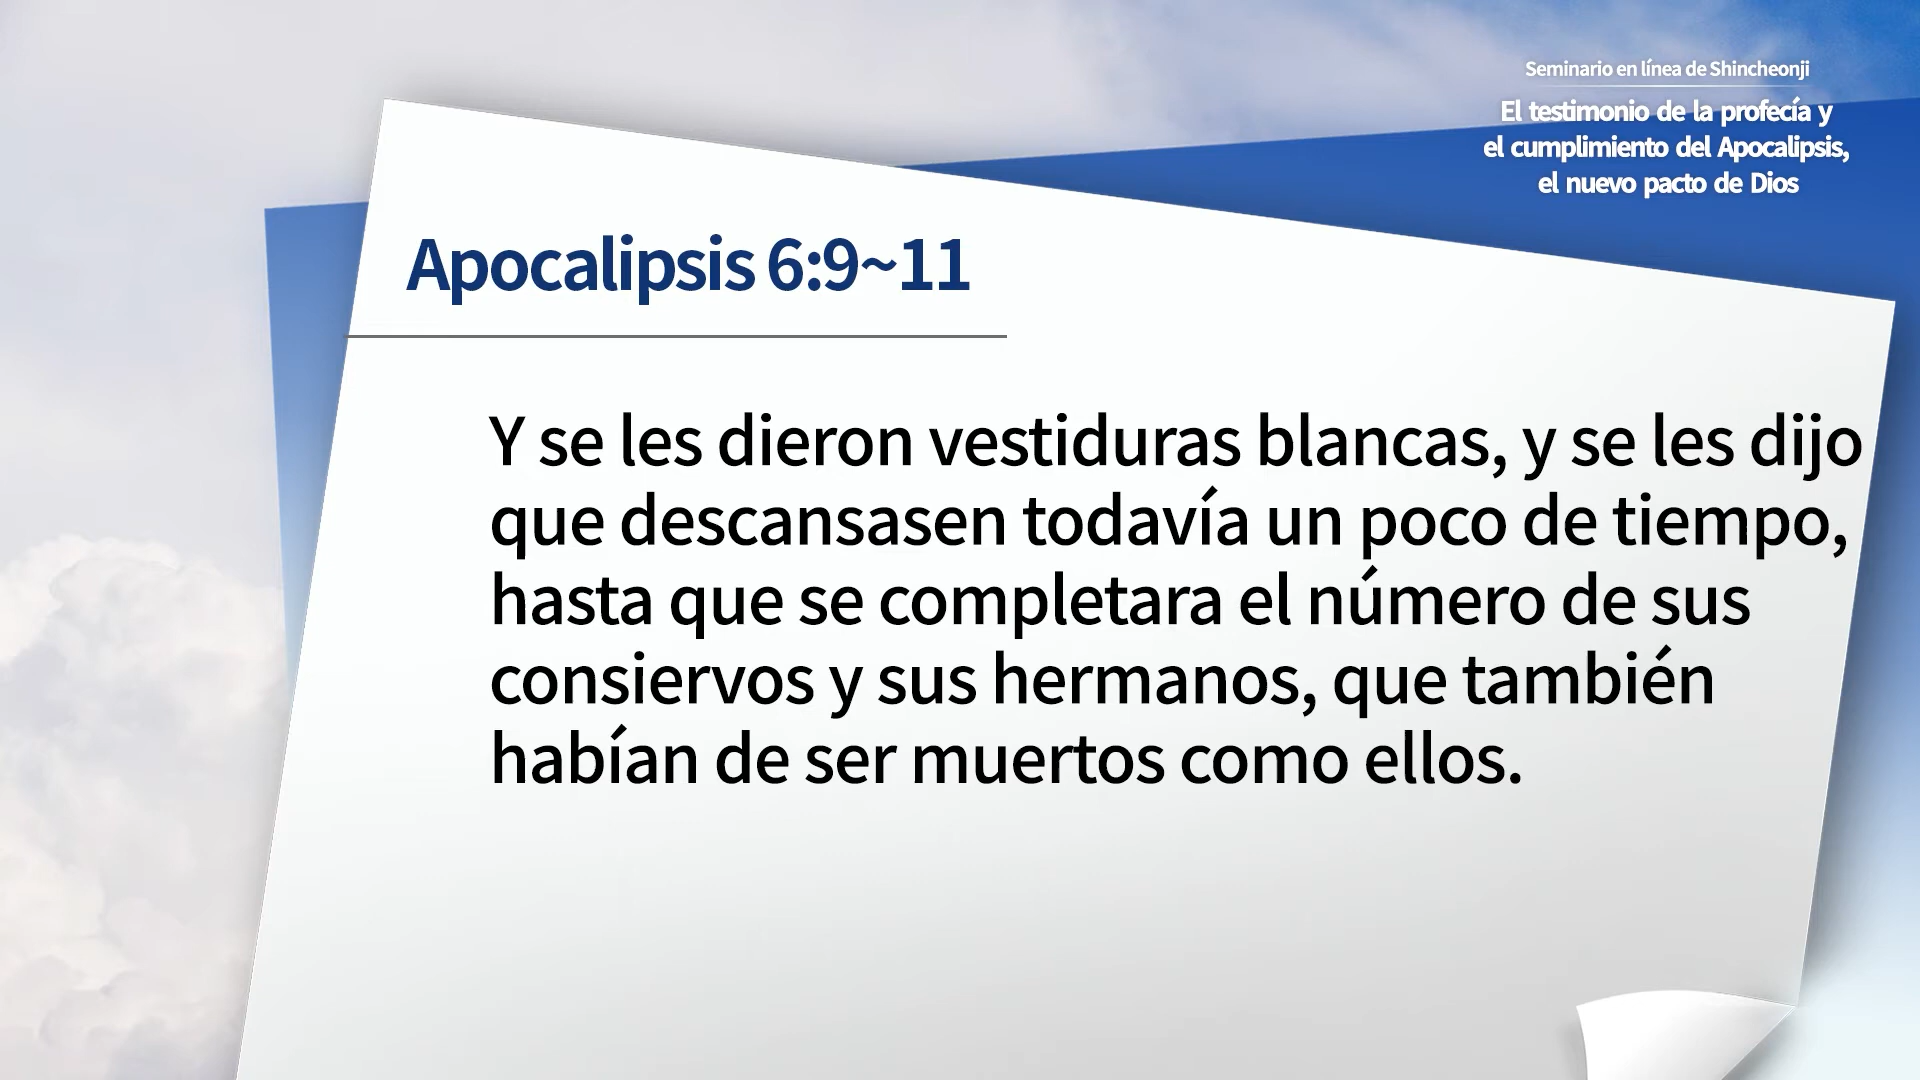 Seminario en línea de Shincheonji
El testimonio de la profecía y
el cumplimiento del Apocalipsis,
el nuevo pacto de Dios
Apocalipsis 6:9~11
Y se les dieron vestiduras blancas, y se les dijo
que descansasen todavía un poco de tiempo,
hasta que se completara el número de sus
consiervos y sus hermanos, que también
habían de ser muertos como ellos.